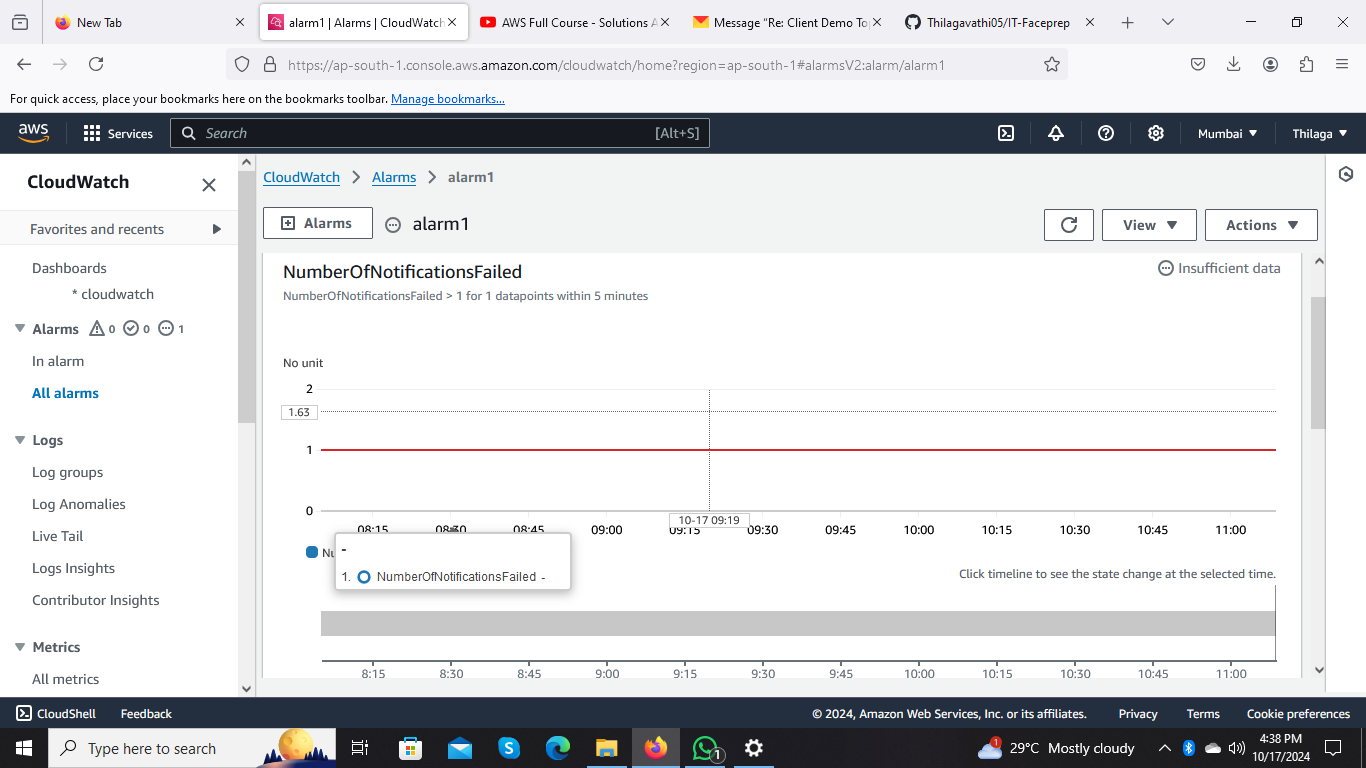 New Tab
alarm1 | Alarms | CloudWatch
AWS Full Course - Solutions A
Message "Re: Client Demo Top
Thilagavathi05/IT-Faceprep
https://ap-south-1.console.aws.amazon.com/cloudwatch/home?region=ap-south-1#alarmsV2:alarm/alarm1
For quick access, place your bookmarks here on the bookmarks toolbar. Manage bookmarks...
aws Services Search [Alt+S] Mumbai Thilaga
CloudWatch
Favorites and recents
Dashboards
* cloudwatch
Alarms 0 0 1
In alarm
All alarms
Logs
Log groups
Log Anomalies
Live Tail
Logs Insights
Contributor Insights
Metrics
All metrics
CloudWatch > Alarms > alarm1
Alarms alarm1 View Actions
NumberOfNotificationsFailed Insufficient data
NumberOfNotificationsFailed > 1 for 1 datapoints within 5 minutes
No unit
2
1.63
1
0
08:15 08:30 08:45 09:00 09:15 09:30 09:45 10:00 10:15 10:30 10:45 11:00
10-17 09:19
-
1. NumberOfNotificationsFailed -
Click timeline to see the state change at the selected time.
8:15 8:30 8:45 9:00 9:15 9:30 9:45 10:00 10:15 10:30 10:45 11:00
CloudShell Feedback © 2024, Amazon Web Services, Inc. or its affiliates. Privacy Terms Cookie preferences
Type here to search 1 1 29°C Mostly cloudy 4:38 PM
10/17/2024